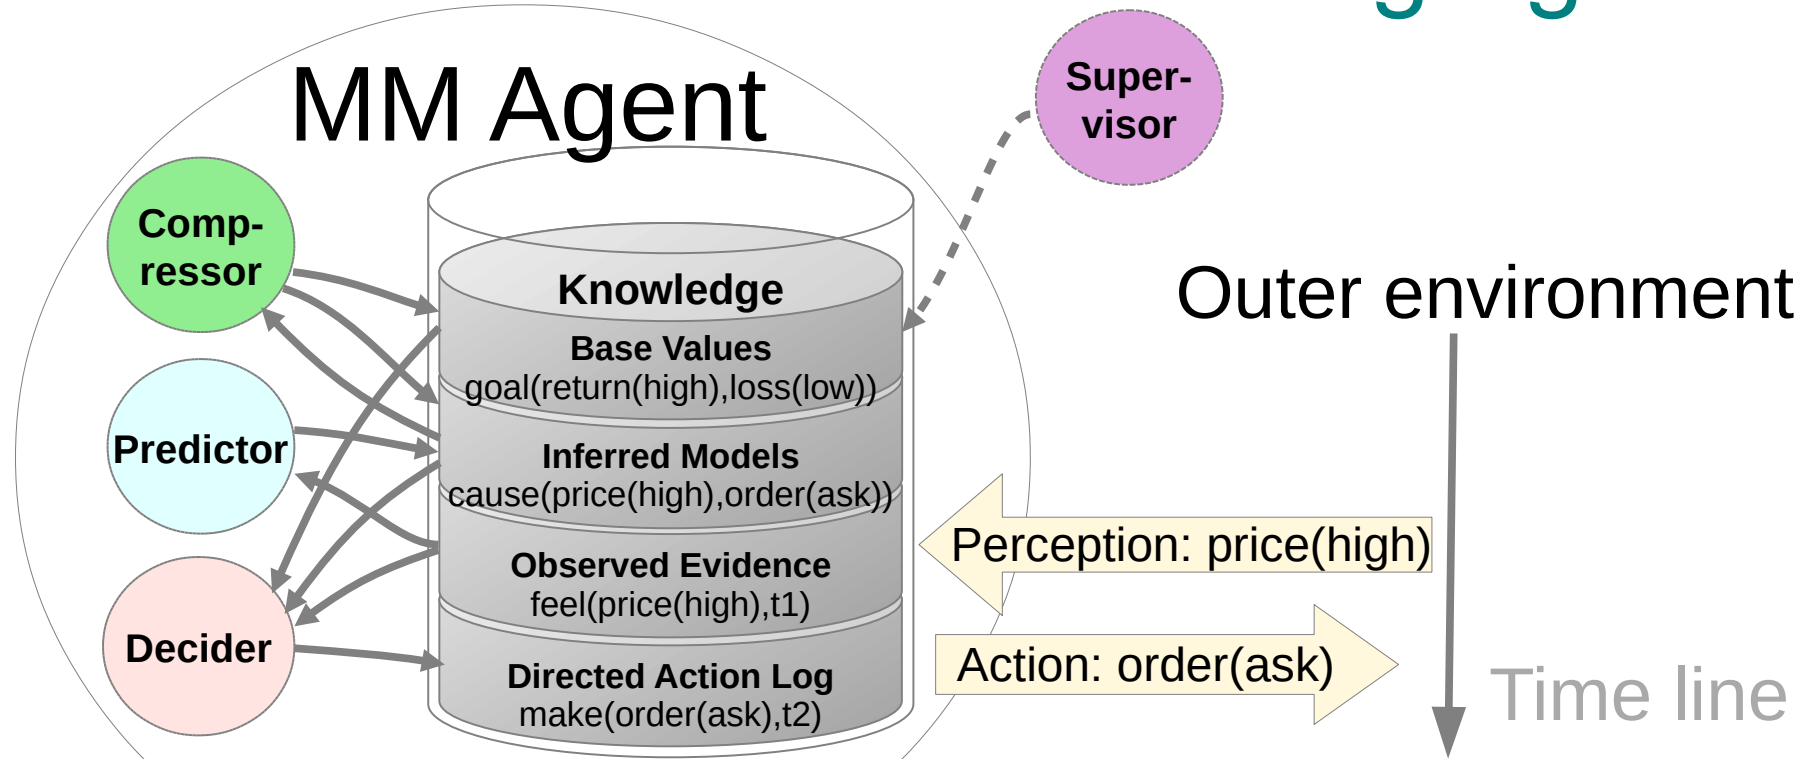 MM Agent
Super-
visor
Comp-
ressor
Knowledge
Outer environment
Base Values
goal(return(high),loss(low))
Predictor
Inferred Models
cause(price(high),order(ask))
Perception: price(high)
Observed Evidence
feel(price(high),t1)
Decider
Action: order(ask)
Directed Action Log
make(order(ask),t2)
Time line